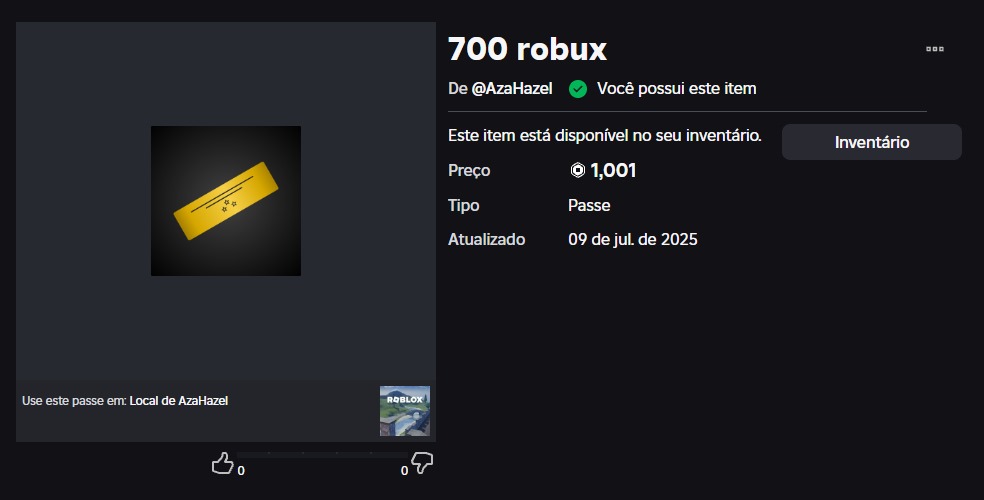 700 robux
De @AzaHazel Você possui este item
Este item está disponível no seu inventário.
Inventário
Preço 1,001
Tipo Passe
Atualizado 09 de jul. de 2025
Use este passe em: Local de AzaHazel
ROBLOX
0 0